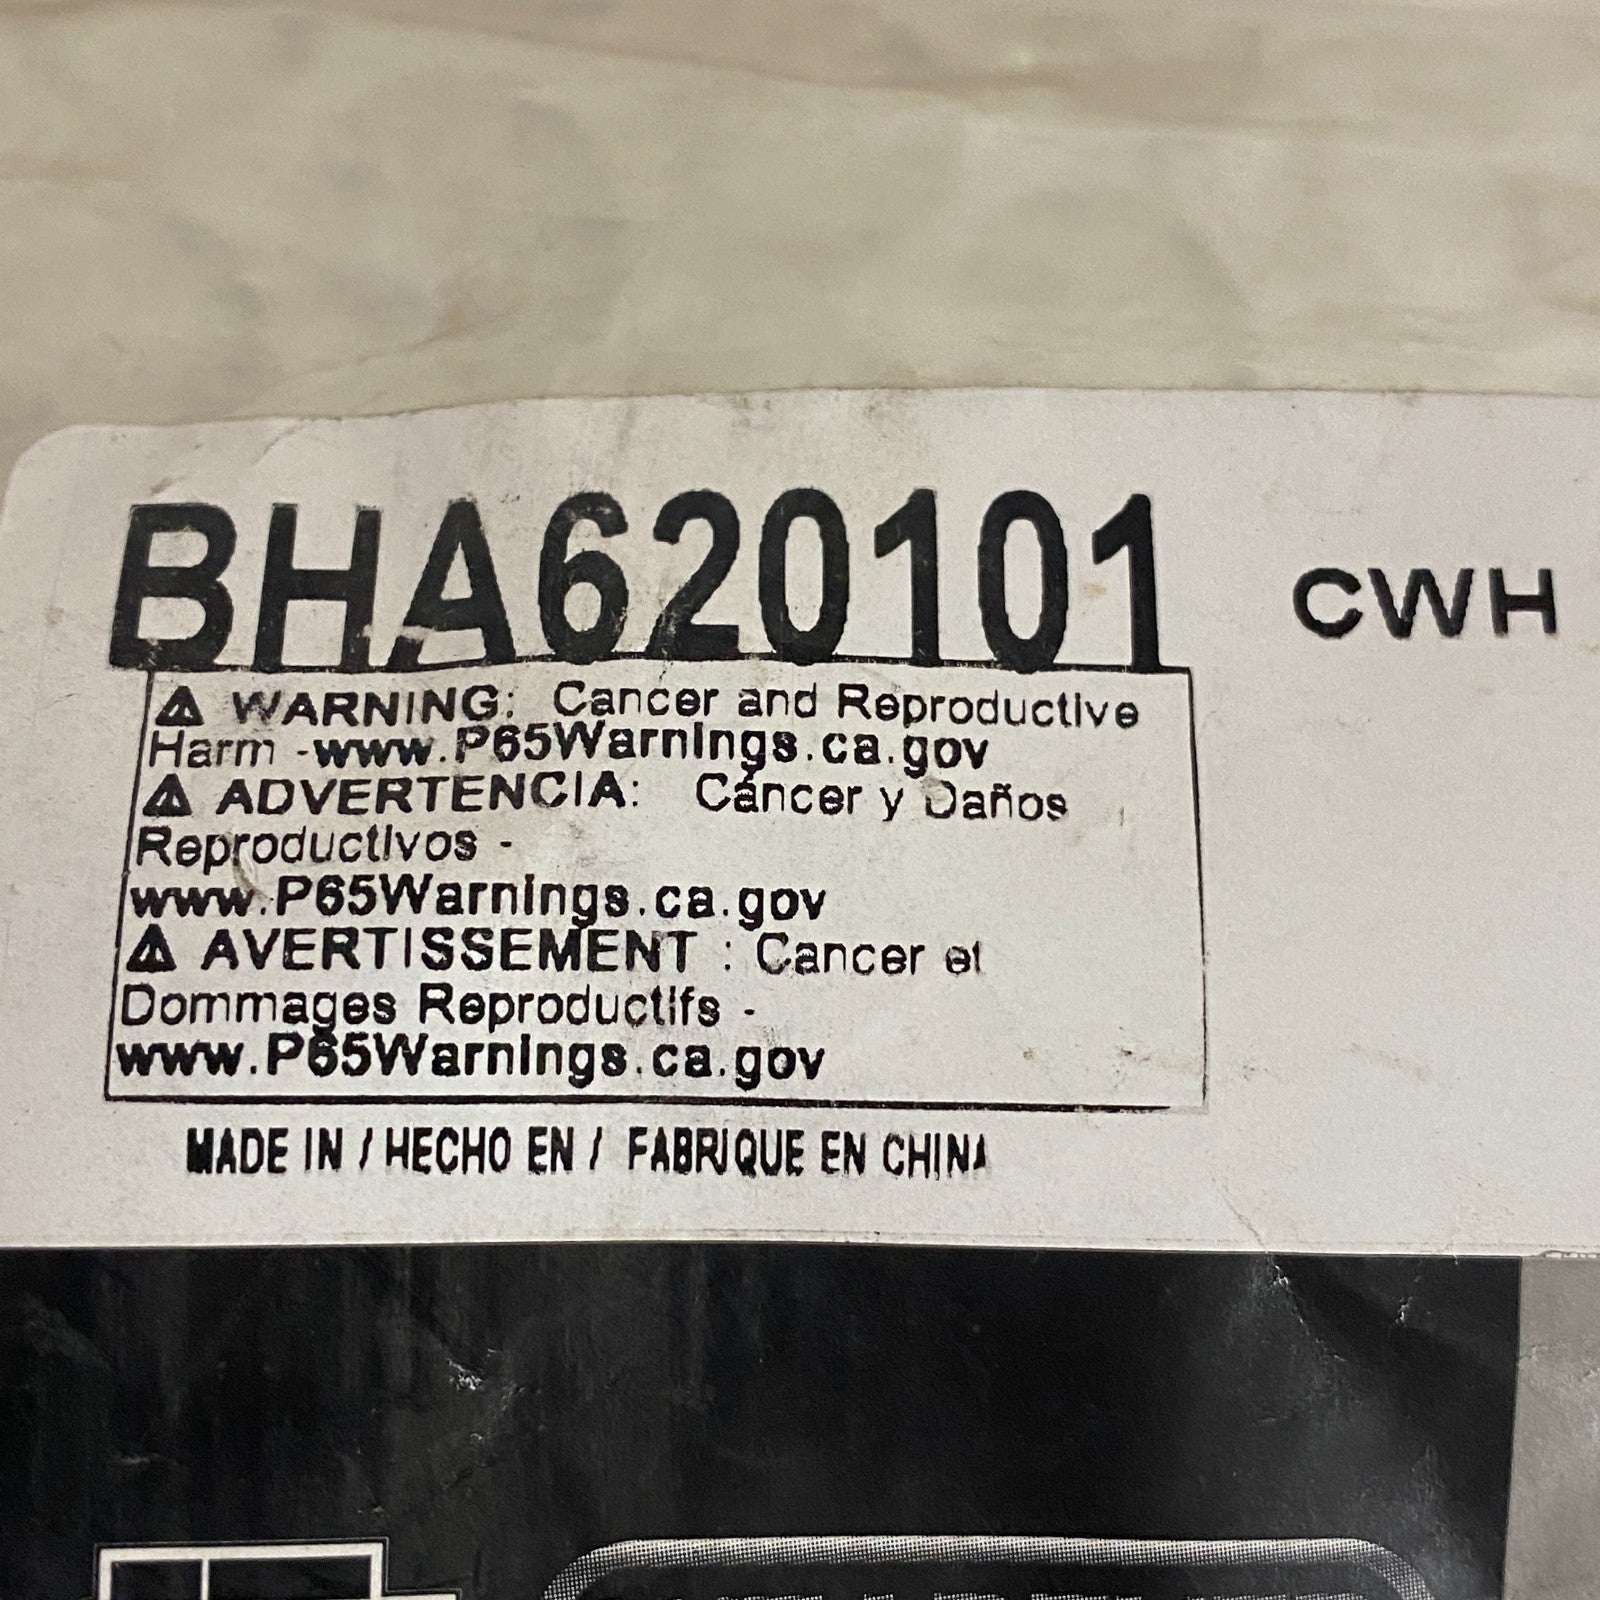 BHA620101 CWH
⚠ WARNING: Cancer and Reproductive
Harm -www.P65Warnings.ca.gov
⚠ ADVERTENCIA: Cáncer y Daños
Reproductivos -
www.P65Warnings.ca.gov
⚠ AVERTISSEMENT : Cancer et
Dommages Reproductifs -
www.P65Warnings.ca.gov
MADE IN / HECHO EN / FABRIQUE EN CHINA